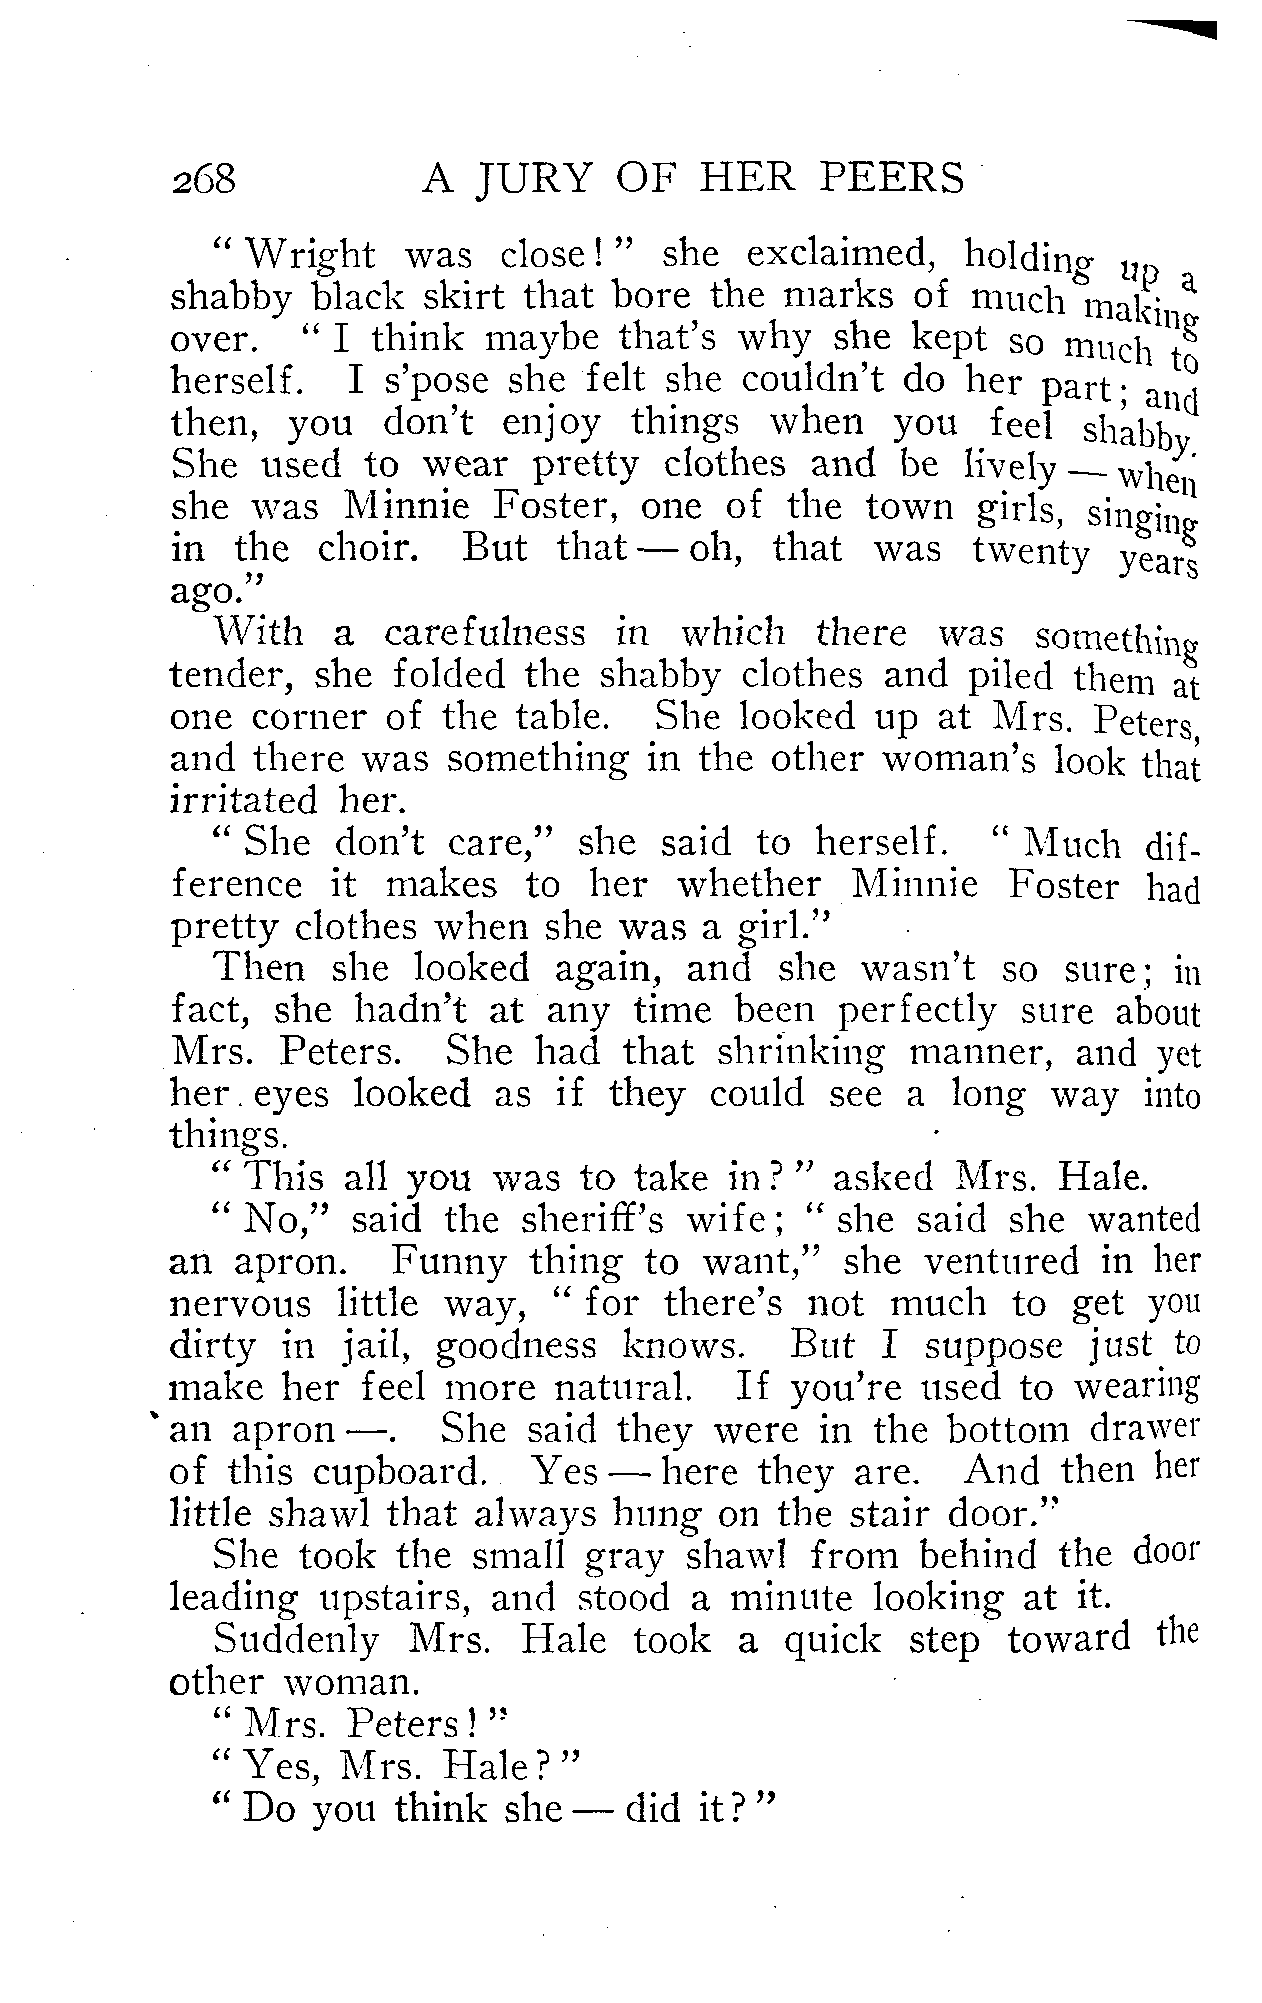 268 A JURY OF HER PEERS
“ Wright was close! ” she exclaimed, holding up a
shabby black skirt that bore the marks of much making
over. “ I think maybe that's why she kept so much to
herself. I s'pose she felt she couldn't do her part; and
then, you don't enjoy things when you feel shabby.
She used to wear pretty clothes and be lively — when
she was Minnie Foster, one of the town girls, singing
in the choir. But that — oh, that was twenty years
ago.”
With a carefulness in which there was something
tender, she folded the shabby clothes and piled them at
one corner of the table. She looked up at Mrs. Peters,
and there was something in the other woman's look that
irritated her.
“ She don't care,” she said to herself. “ Much dif-
ference it makes to her whether Minnie Foster had
pretty clothes when she was a girl.”
Then she looked again, and she wasn't so sure; in
fact, she hadn't at any time been perfectly sure about
Mrs. Peters. She had that shrinking manner, and yet
her eyes looked as if they could see a long way into
things.
“ This all you was to take in? ” asked Mrs. Hale.
“ No,” said the sheriff's wife; “ she said she wanted
an apron. Funny thing to want,” she ventured in her
nervous little way, “ for there's not much to get you
dirty in jail, goodness knows. But I suppose just to
make her feel more natural. If you're used to wearing
an apron —. She said they were in the bottom drawer
of this cupboard. Yes — here they are. And then her
little shawl that always hung on the stair door.”
She took the small gray shawl from behind the door
leading upstairs, and stood a minute looking at it.
Suddenly Mrs. Hale took a quick step toward the
other woman.
“ Mrs. Peters! ”
“ Yes, Mrs. Hale? ”
“ Do you think she — did it? ”